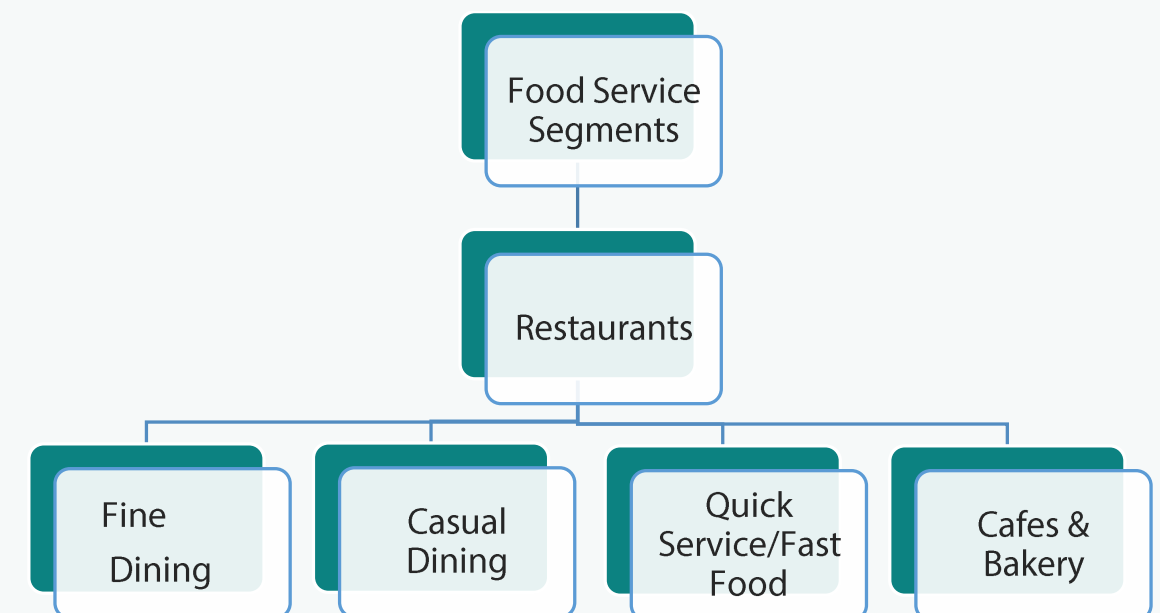 Food Service
Segments
Restaurants
Fine
Dining
Casual
Dining
Quick
Service/Fast
Food
Cafes &
Bakery